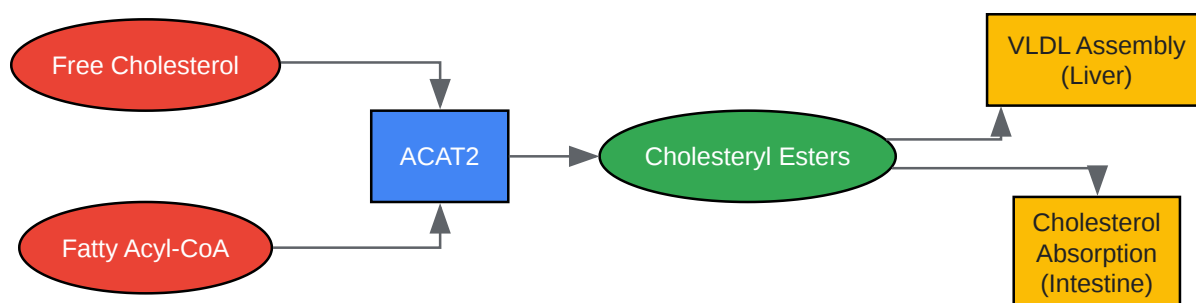 Free Cholesterol
Fatty Acyl-CoA
ACAT2
Cholesteryl Esters
VLDL Assembly
(Liver)
Cholesterol
Absorption
(Intestine)